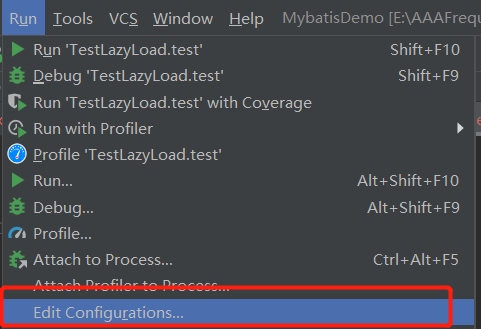 Run Tools VCS Window Help MybatisDemo [E:\AAAFrequ
Run 'TestLazyLoad.test' Shift+F10
Debug 'TestLazyLoad.test' Shift+F9
Run 'TestLazyLoad.test' with Coverage
Run with Profiler
Profile 'TestLazyLoad.test'
Run... Alt+Shift+F10
Debug... Alt+Shift+F9
Profile...
Attach to Process... Ctrl+Alt+F5
Attach Profiler to Process...
Edit Configurations...